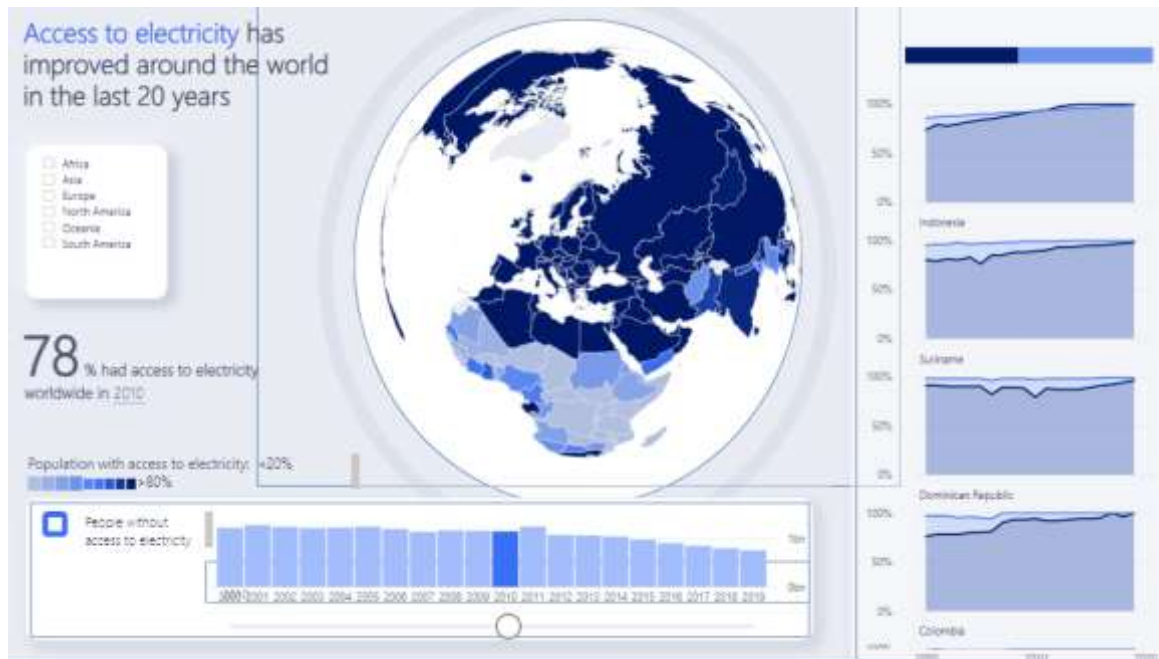 Access to electricity has
improved around the world
in the last 20 years
Africa
Asia
Europe
North America
Oceania
South America
78 % had access to electricity
worldwide in 2010
Population with access to electricity: <20%
>80%
People without
access to electricity
1bn
0bn
2001 2002 2003 2004 2005 2006 2007 2008 2009 2010 2011 2012 2013 2014 2015 2016 2017 2018 2019
100%
50%
0%
Indonesia
100%
50%
0%
Suriname
100%
50%
0%
Dominican Republic
100%
50%
0%
Colombia